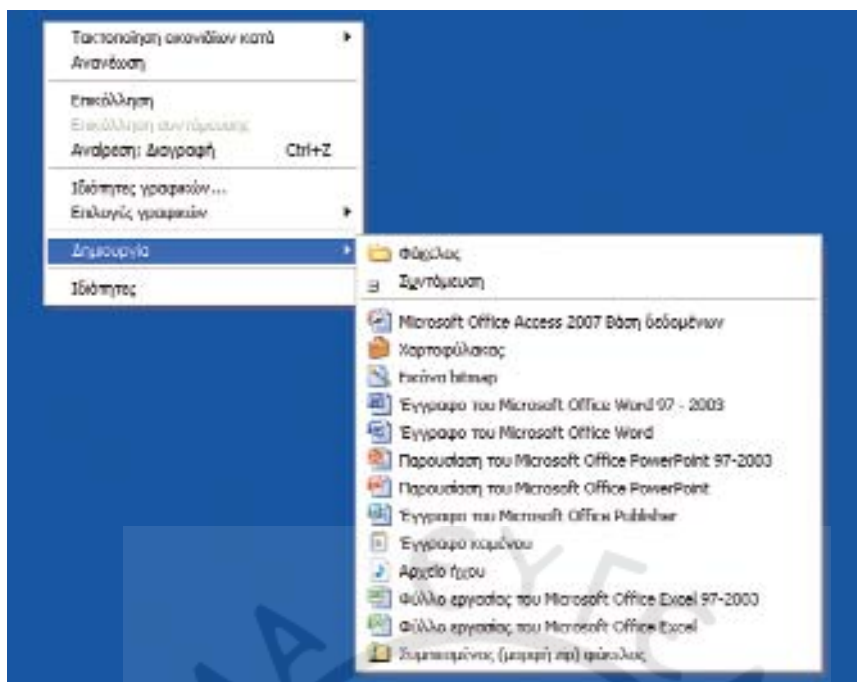 Τακτοποίηση εικονιδίων κατά
Ανανέωση
Επικόλληση
Επικόλληση συντόμευσης
Αναίρεση: Διαγραφή Ctrl+Z
Ιδιότητες γραφικών...
Επιλογές γραφικών
Δημιουργία
Ιδιότητες
Φάκελος
Συντόμευση
Microsoft Office Access 2007 Βάση δεδομένων
Χαρτοφύλακας
Εικόνα bitmap
Έγγραφο του Microsoft Office Word 97 - 2003
Έγγραφο του Microsoft Office Word
Παρουσίαση του Microsoft Office PowerPoint 97-2003
Παρουσίαση του Microsoft Office PowerPoint
Έγγραφο του Microsoft Office Publisher
Έγγραφο κειμένου
Αρχείο ήχου
Φύλλο εργασίας του Microsoft Office Excel 97-2003
Φύλλο εργασίας του Microsoft Office Excel
Συμπιεσμένος (μορφή zip) φάκελος